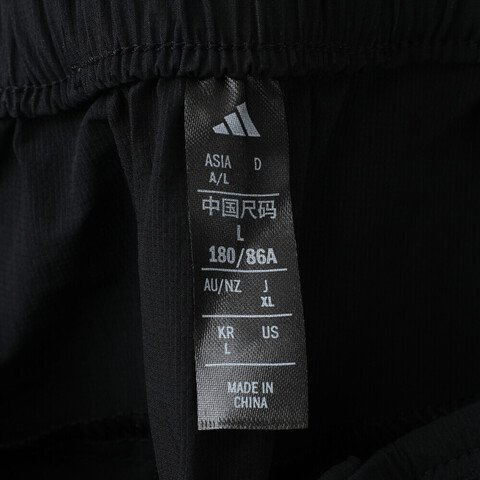 ASIA D
A/L
中国尺码
L
180/86A
AU/NZ J
XL
KR US
L
MADE IN
CHINA